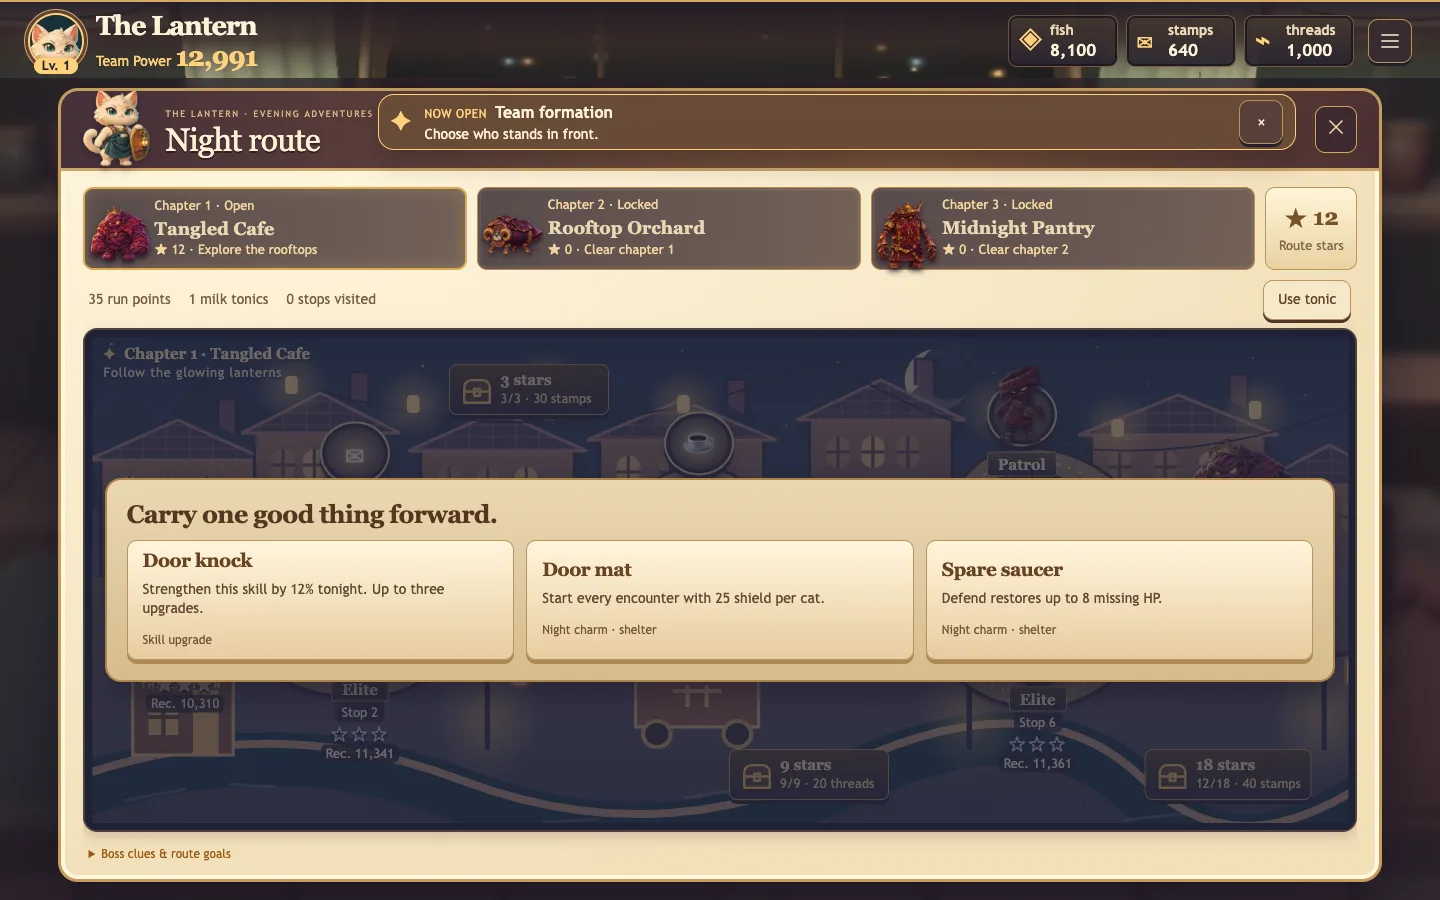 The Lantern
Team Power 12,991
Lv. 1
fish
8,100
stamps
640
threads
1,000
THE LANTERN · EVENING ADVENTURES
Night route
NOW OPEN Team formation
Choose who stands in front.
×
Chapter 1 · Open
Tangled Cafe
★ 12 · Explore the rooftops
Chapter 2 · Locked
Rooftop Orchard
★ 0 · Clear chapter 1
Chapter 3 · Locked
Midnight Pantry
★ 0 · Clear chapter 2
★ 12
Route stars
35 run points 1 milk tonics 0 stops visited
Use tonic
Chapter 1 · Tangled Cafe
Follow the glowing lanterns
3 stars
3/3 · 30 stamps
Patrol
Carry one good thing forward.
Door knock
Strengthen this skill by 12% tonight. Up to three
upgrades.
Skill upgrade
Door mat
Start every encounter with 25 shield per cat.
Night charm · shelter
Spare saucer
Defend restores up to 8 missing HP.
Night charm · shelter
Rec. 10,310
Elite
Stop 2
☆☆☆
Rec. 11,341
Elite
Stop 6
☆☆☆
Rec. 11,361
9 stars
9/9 · 20 threads
18 stars
12/18 · 40 stamps
▶ Boss clues & route goals